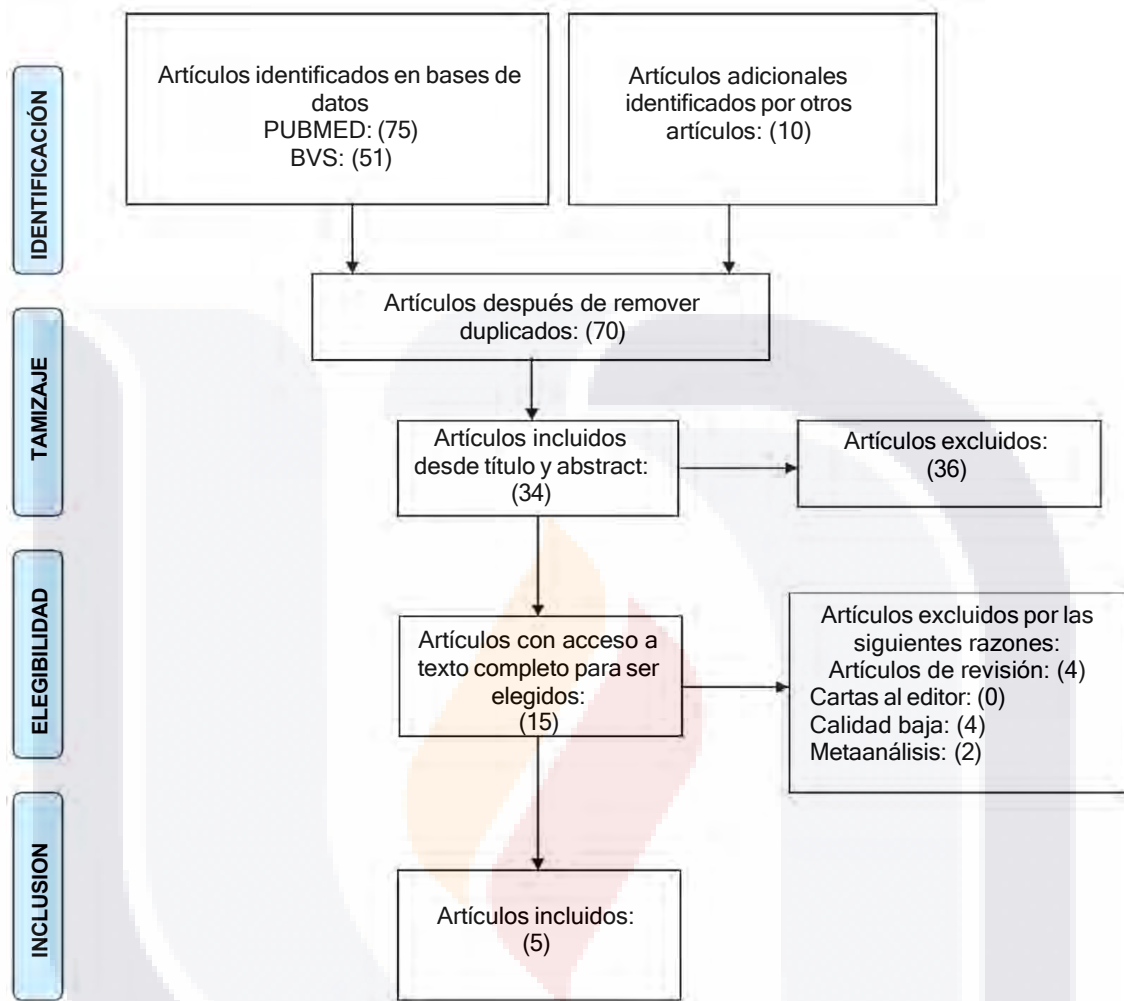 IDENTIFICACIÓN
Artículos identificados en bases de
datos
PUBMED: (75)
BVS: (51)
Artículos adicionales
identificados por otros
artículos: (10)
TAMIZAJE
Artículos después de remover
duplicados: (70)
Artículos incluidos
desde título y abstract:
(34)
Artículos excluidos:
(36)
ELEGIBILIDAD
Artículos con acceso a
texto completo para ser
elegidos:
(15)
Artículos excluidos por las
siguientes razones:
Artículos de revisión: (4)
Cartas al editor: (0)
Calidad baja: (4)
Metaanálisis: (2)
INCLUSION
Artículos incluidos:
(5)